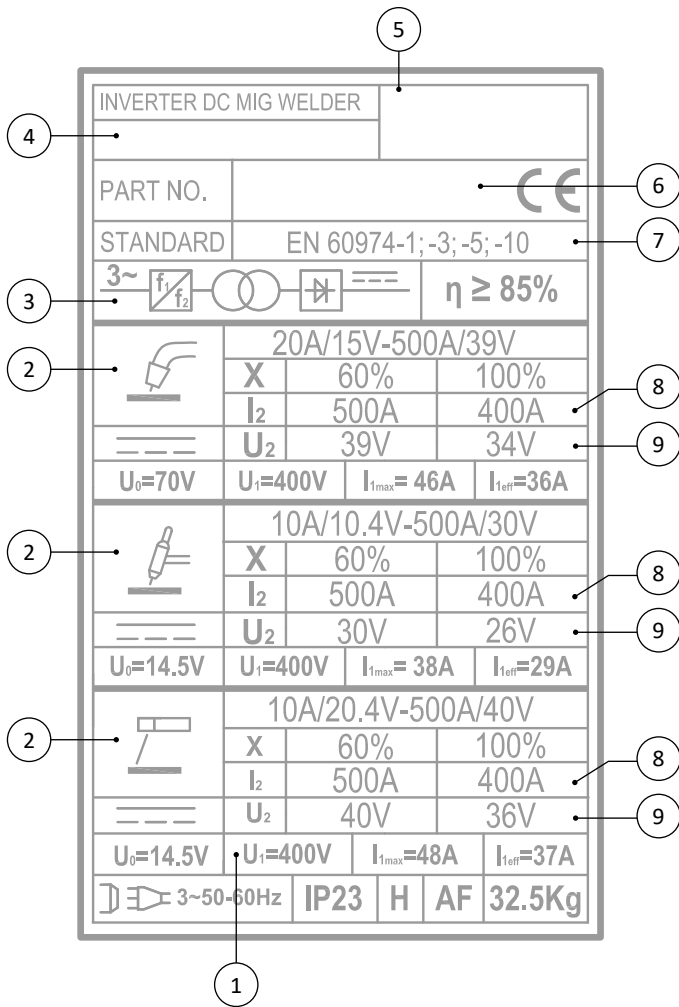 5
INVERTER DC MIG WELDER
4
PART NO.
CE
6
STANDARD EN 60974-1; -3; -5; -10
7
3~ f₁ f₂ η ≥ 85%
3
20A/15V-500A/39V
2
X 60% 100%
I₂ 500A 400A
8
U₂ 39V 34V
9
U₀=70V U₁=400V I₁max= 46A I₁eff=36A
10A/10.4V-500A/30V
2
X 60% 100%
I₂ 500A 400A
8
U₂ 30V 26V
9
U₀=14.5V U₁=400V I₁max= 38A I₁eff=29A
10A/20.4V-500A/40V
2
X 60% 100%
I₂ 500A 400A
8
U₂ 40V 36V
9
U₀=14.5V U₁=400V I₁max=48A I₁eff=37A
3~50-60Hz IP23 H AF 32.5Kg
1